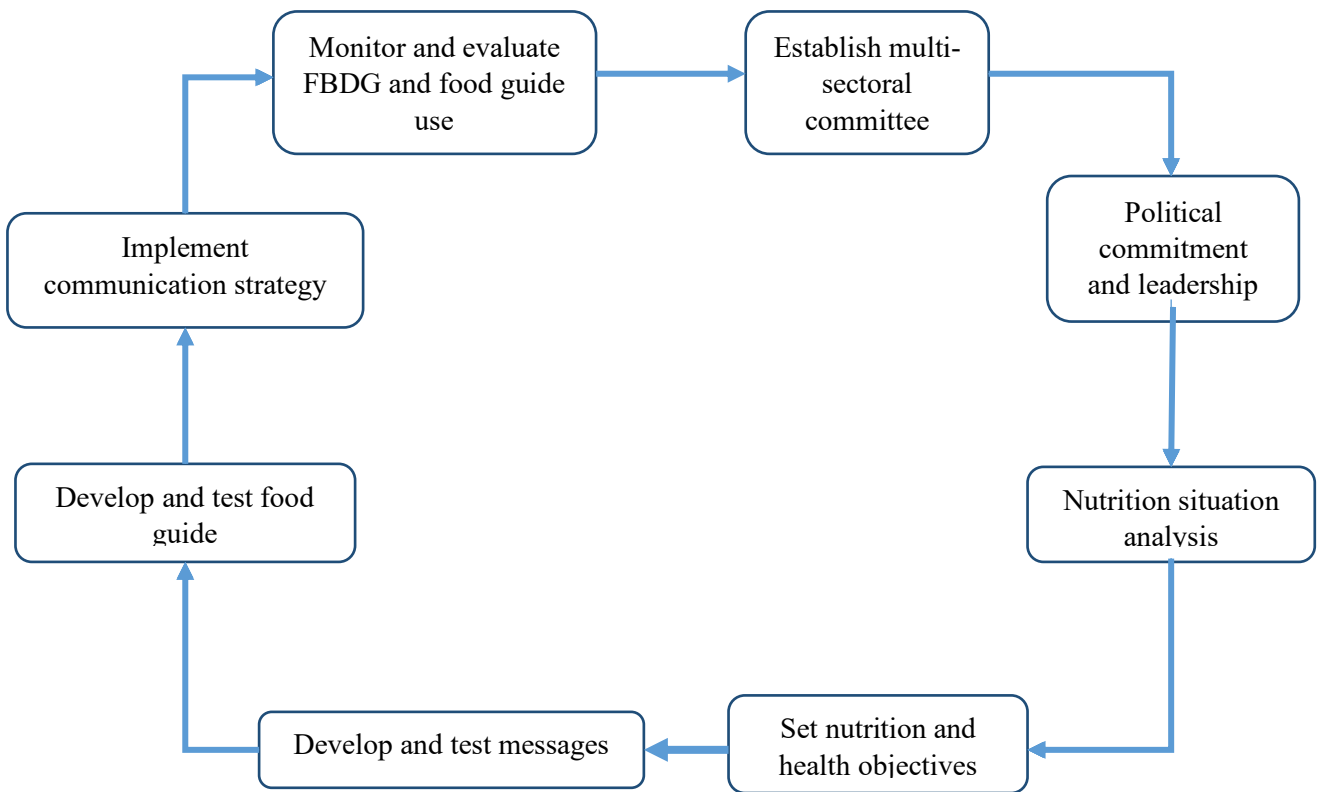 Monitor and evaluate
FBDG and food guide
use
Establish multi-
sectoral
committee
Political
commitment
and leadership
Nutrition situation
analysis
Set nutrition and
health objectives
Develop and test messages
Develop and test food
guide
Implement
communication strategy